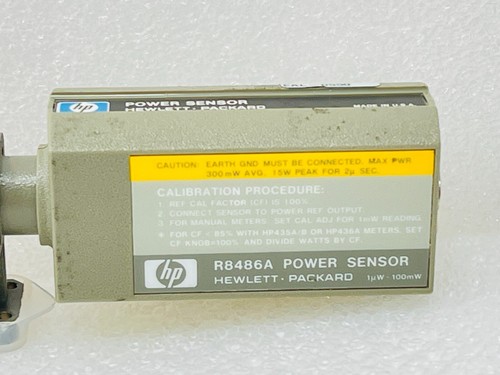 hp POWER SENSOR
HEWLETT • PACKARD MADE IN U.S.A.
CAUTION: EARTH GND MUST BE CONNECTED. MAX PWR
300mW AVG, 15W PEAK FOR 2μ SEC.
CALIBRATION PROCEDURE:
1. REF CAL FACTOR (CF) IS 100%
2. CONNECT SENSOR TO POWER REF OUTPUT
3. FOR MANUAL METERS SET CAL ADJ FOR 1mW READING
* FOR CF < 85% WITH HP435A/B OR HP436A METERS, SET
CF KNOB=100% AND DIVIDE WATTS BY CF.
hp R8486A POWER SENSOR
HEWLETT • PACKARD 1μW - 100mW